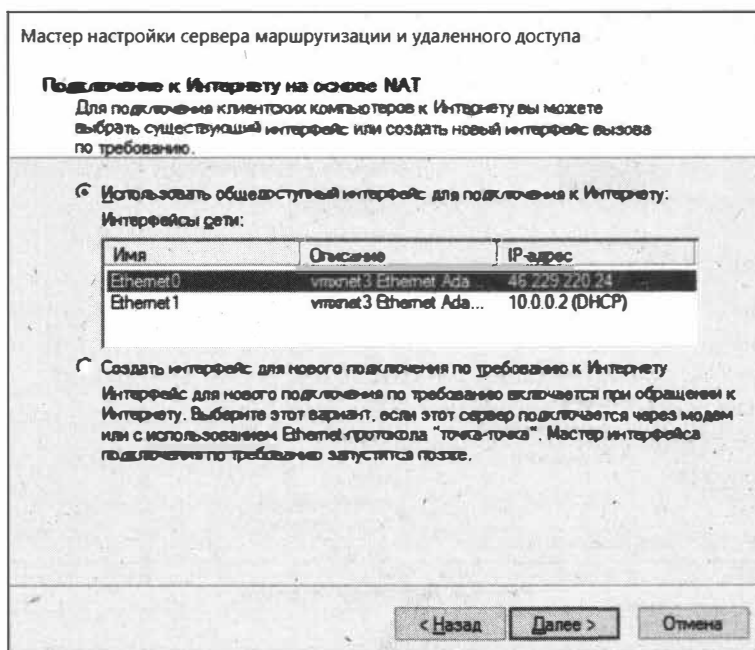 Мастер настройки сервера маршрутизации и удаленного доступа
Подключение к Интернету на основе NAT
Для подключения клиентских компьютеров к Интернету вы можете
выбрать существующий интерфейс или создать новый интерфейс вызова
по требованию.
Использовать общедоступный интерфейс для подключения к Интернету:
Интерфейсы сети:
Имя Описание IP-адрес
Ethernet0 vmxnet3 Ethernet Ada... 46.229.220.24
Ethernet1 vmxnet3 Ethernet Ada... 10.0.0.2 (DHCP)
Создать интерфейс для нового подключения по требованию к Интернету
Интерфейс для нового подключения по требованию включается при обращении к
Интернету. Выберите этот вариант, если этот сервер подключается через модем
или с использованием Ethernet-протокола "точка-точка". Мастер интерфейса
подключения по требованию запустится позже.
< Назад Далее > Отмена